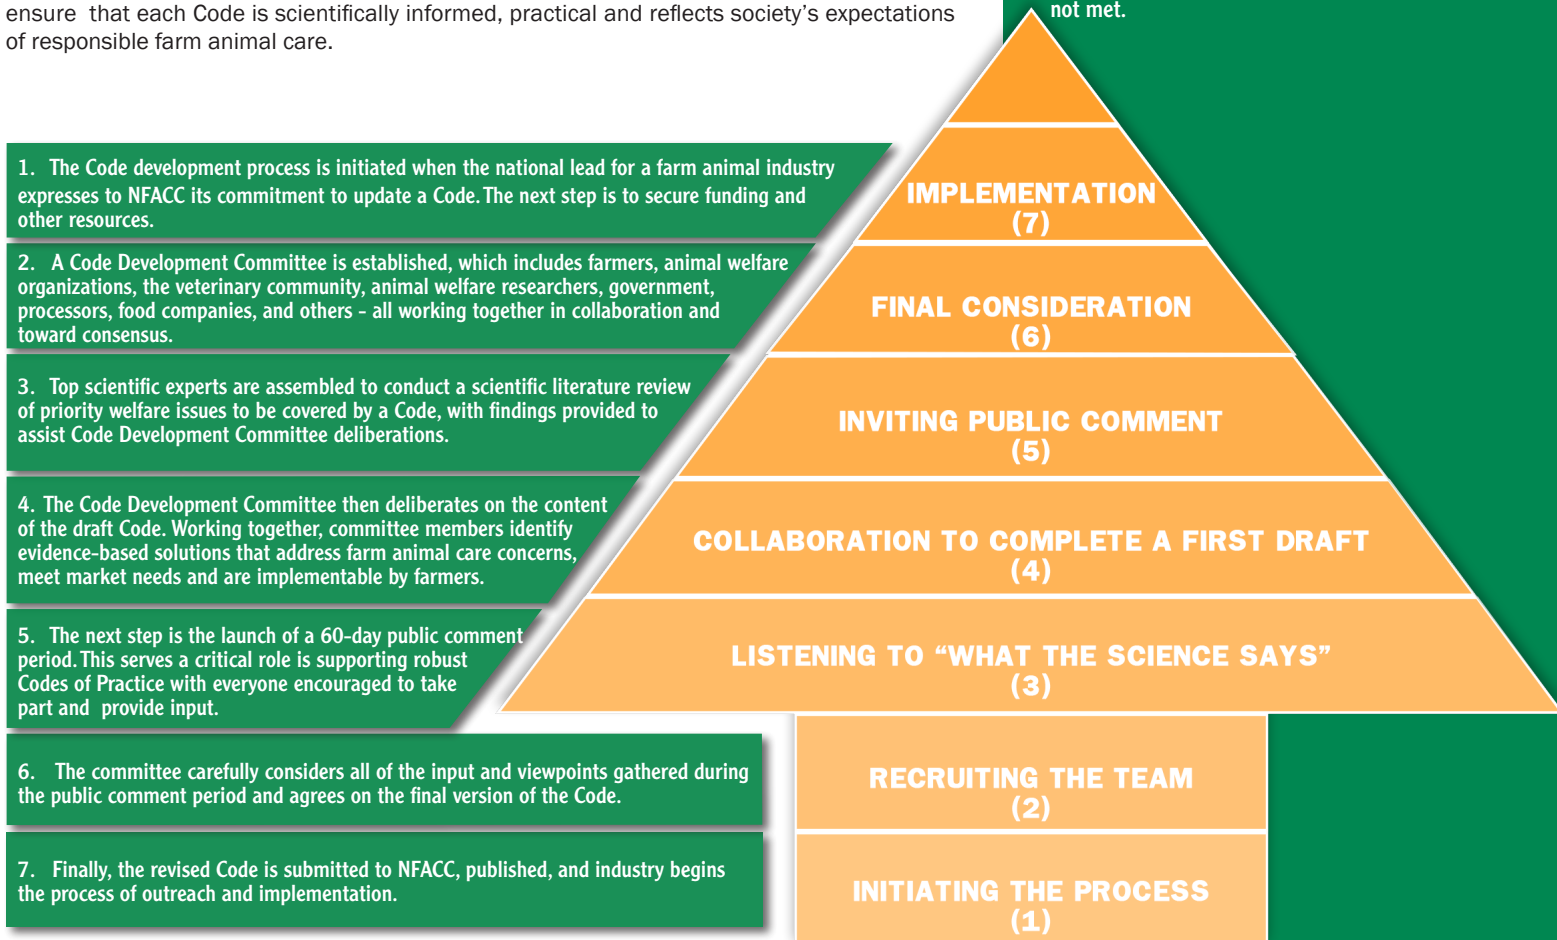 ensure that each Code is scientifically informed, practical and reflects society’s expectations
of responsible farm animal care.
not met.
1. The Code development process is initiated when the national lead for a farm animal industry
expresses to NFACC its commitment to update a Code. The next step is to secure funding and
other resources.
2. A Code Development Committee is established, which includes farmers, animal welfare
organizations, the veterinary community, animal welfare researchers, government,
processors, food companies, and others - all working together in collaboration and
toward consensus.
3. Top scientific experts are assembled to conduct a scientific literature review
of priority welfare issues to be covered by a Code, with findings provided to
assist Code Development Committee deliberations.
4. The Code Development Committee then deliberates on the content
of the draft Code. Working together, committee members identify
evidence-based solutions that address farm animal care concerns,
meet market needs and are implementable by farmers.
5. The next step is the launch of a 60-day public comment
period. This serves a critical role is supporting robust
Codes of Practice with everyone encouraged to take
part and provide input.
6. The committee carefully considers all of the input and viewpoints gathered during
the public comment period and agrees on the final version of the Code.
7. Finally, the revised Code is submitted to NFACC, published, and industry begins
the process of outreach and implementation.
IMPLEMENTATION
(7)
FINAL CONSIDERATION
(6)
INVITING PUBLIC COMMENT
(5)
COLLABORATION TO COMPLETE A FIRST DRAFT
(4)
LISTENING TO “WHAT THE SCIENCE SAYS”
(3)
RECRUITING THE TEAM
(2)
INITIATING THE PROCESS
(1)